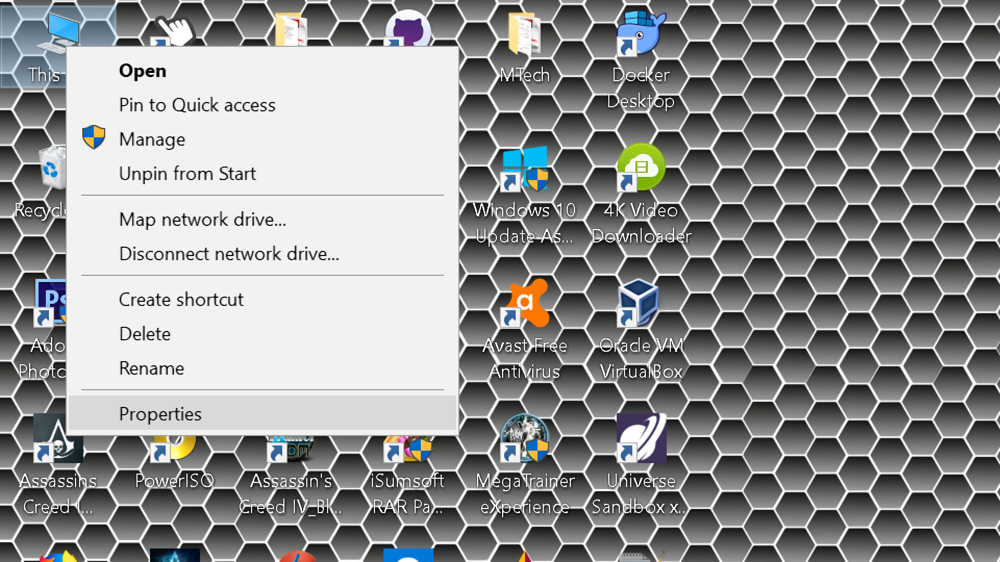 This
MTech
Docker
Desktop
Open
Pin to Quick access
Manage
Unpin from Start
Map network drive...
Disconnect network drive...
Create shortcut
Delete
Rename
Properties
Recycl
Windows 10
Update As...
4K Video
Downloader
Ps
Ado
Photo
a
Avast Free
Antivirus
Oracle VM
VirtualBox
Assassins
Creed I...
PowerISO
Assassin's
Creed IV_Bl...
iSumsoft
RAR Pa...
MegaTrainer
eXperience
Universe
Sandbox x...